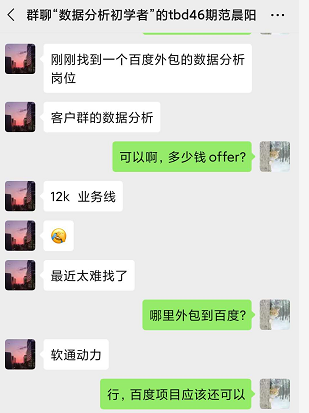 群聊“数据分析初学者”的tbd46期范晨阳
刚刚找到一个百度外包的数据分析
岗位
客户群的数据分析
可以啊，多少钱 offer?
12k 业务线
最近太难找了
哪里外包到百度?
软通动力
行，百度项目应该还可以